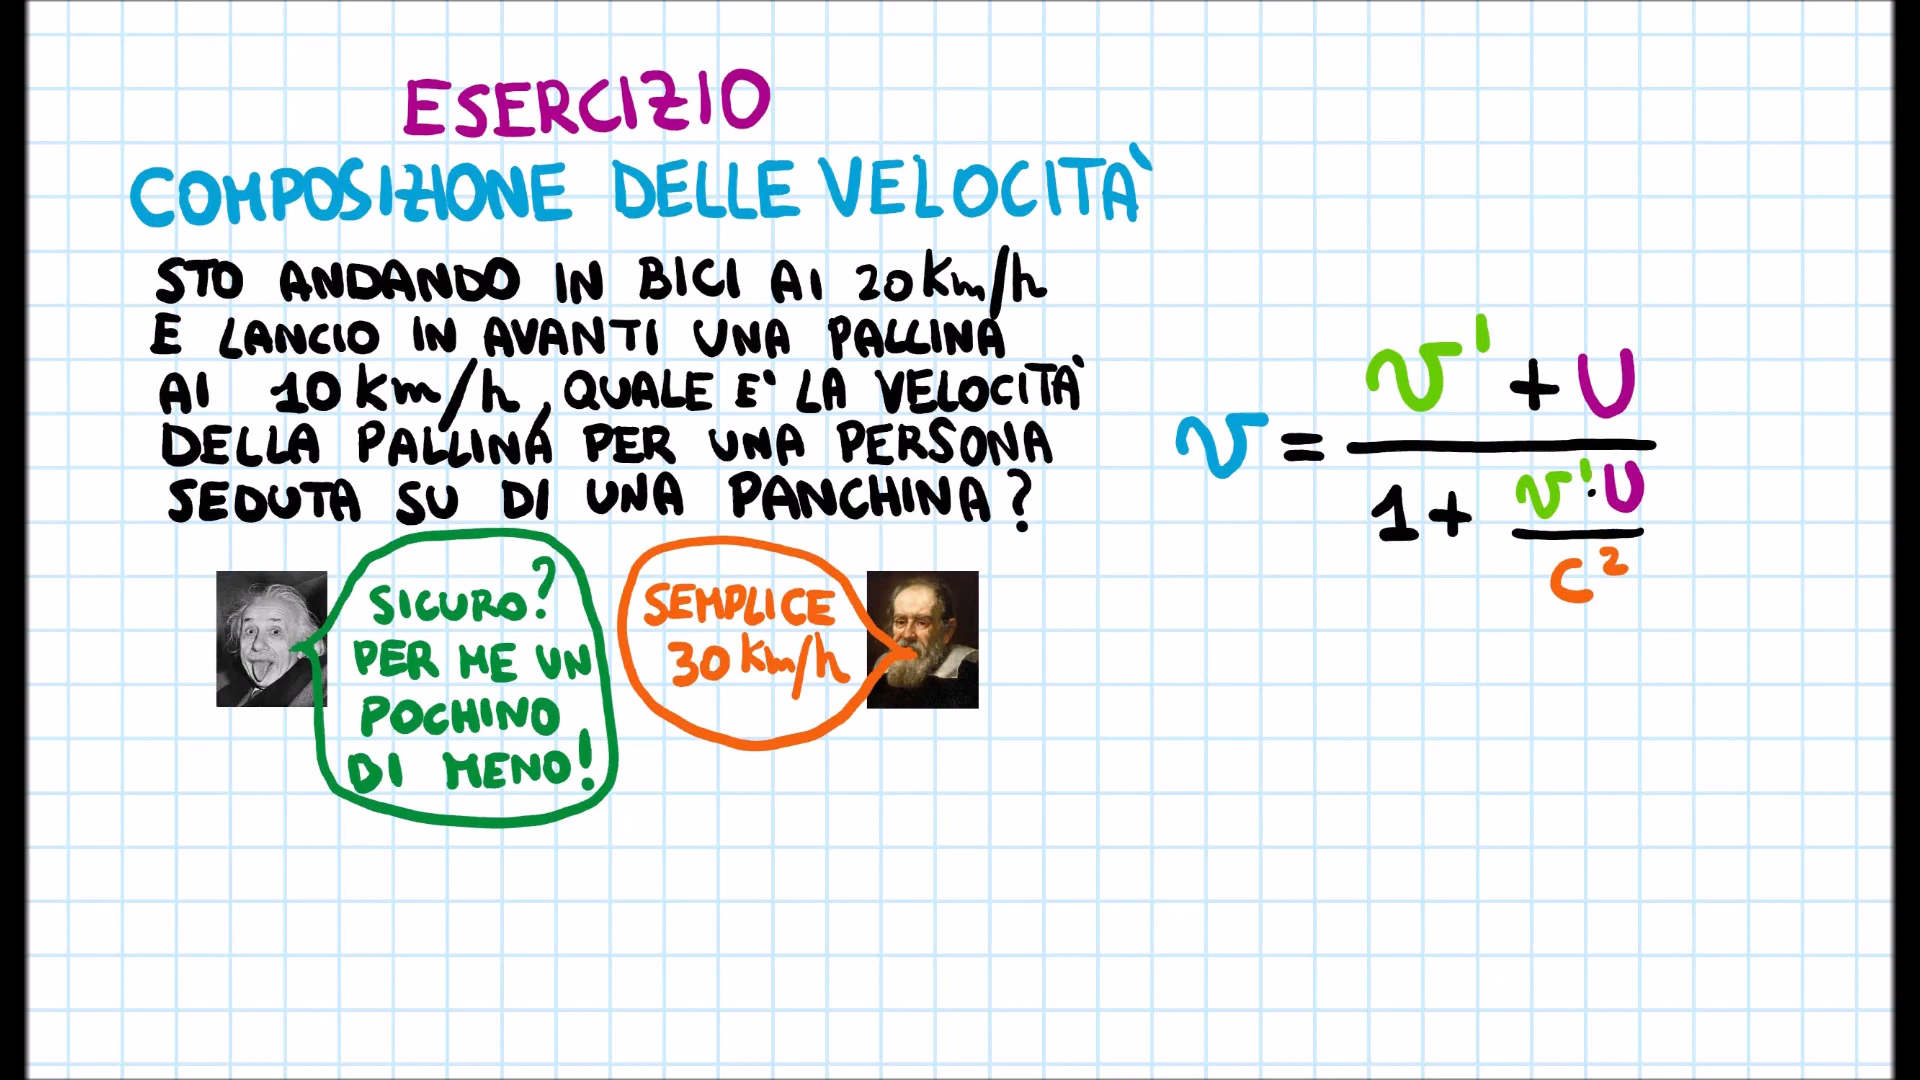 ESERCIZIO
COMPOSIZIONE DELLE VELOCITÀ
STO ANDANDO IN BICI AI 20 Km/h
E LANCIO IN AVANTI UNA PALLINA
AI 10 Km/h, QUALE E' LA VELOCITÀ
DELLA PALLINA PER UNA PERSONA
SEDUTA SU DI UNA PANCHINA?
SICURO?
PER ME UN
POCHINO
DI MENO!
SEMPLICE
30 Km/h
v = (v' + U) / (1 + (v' · U) / c²)